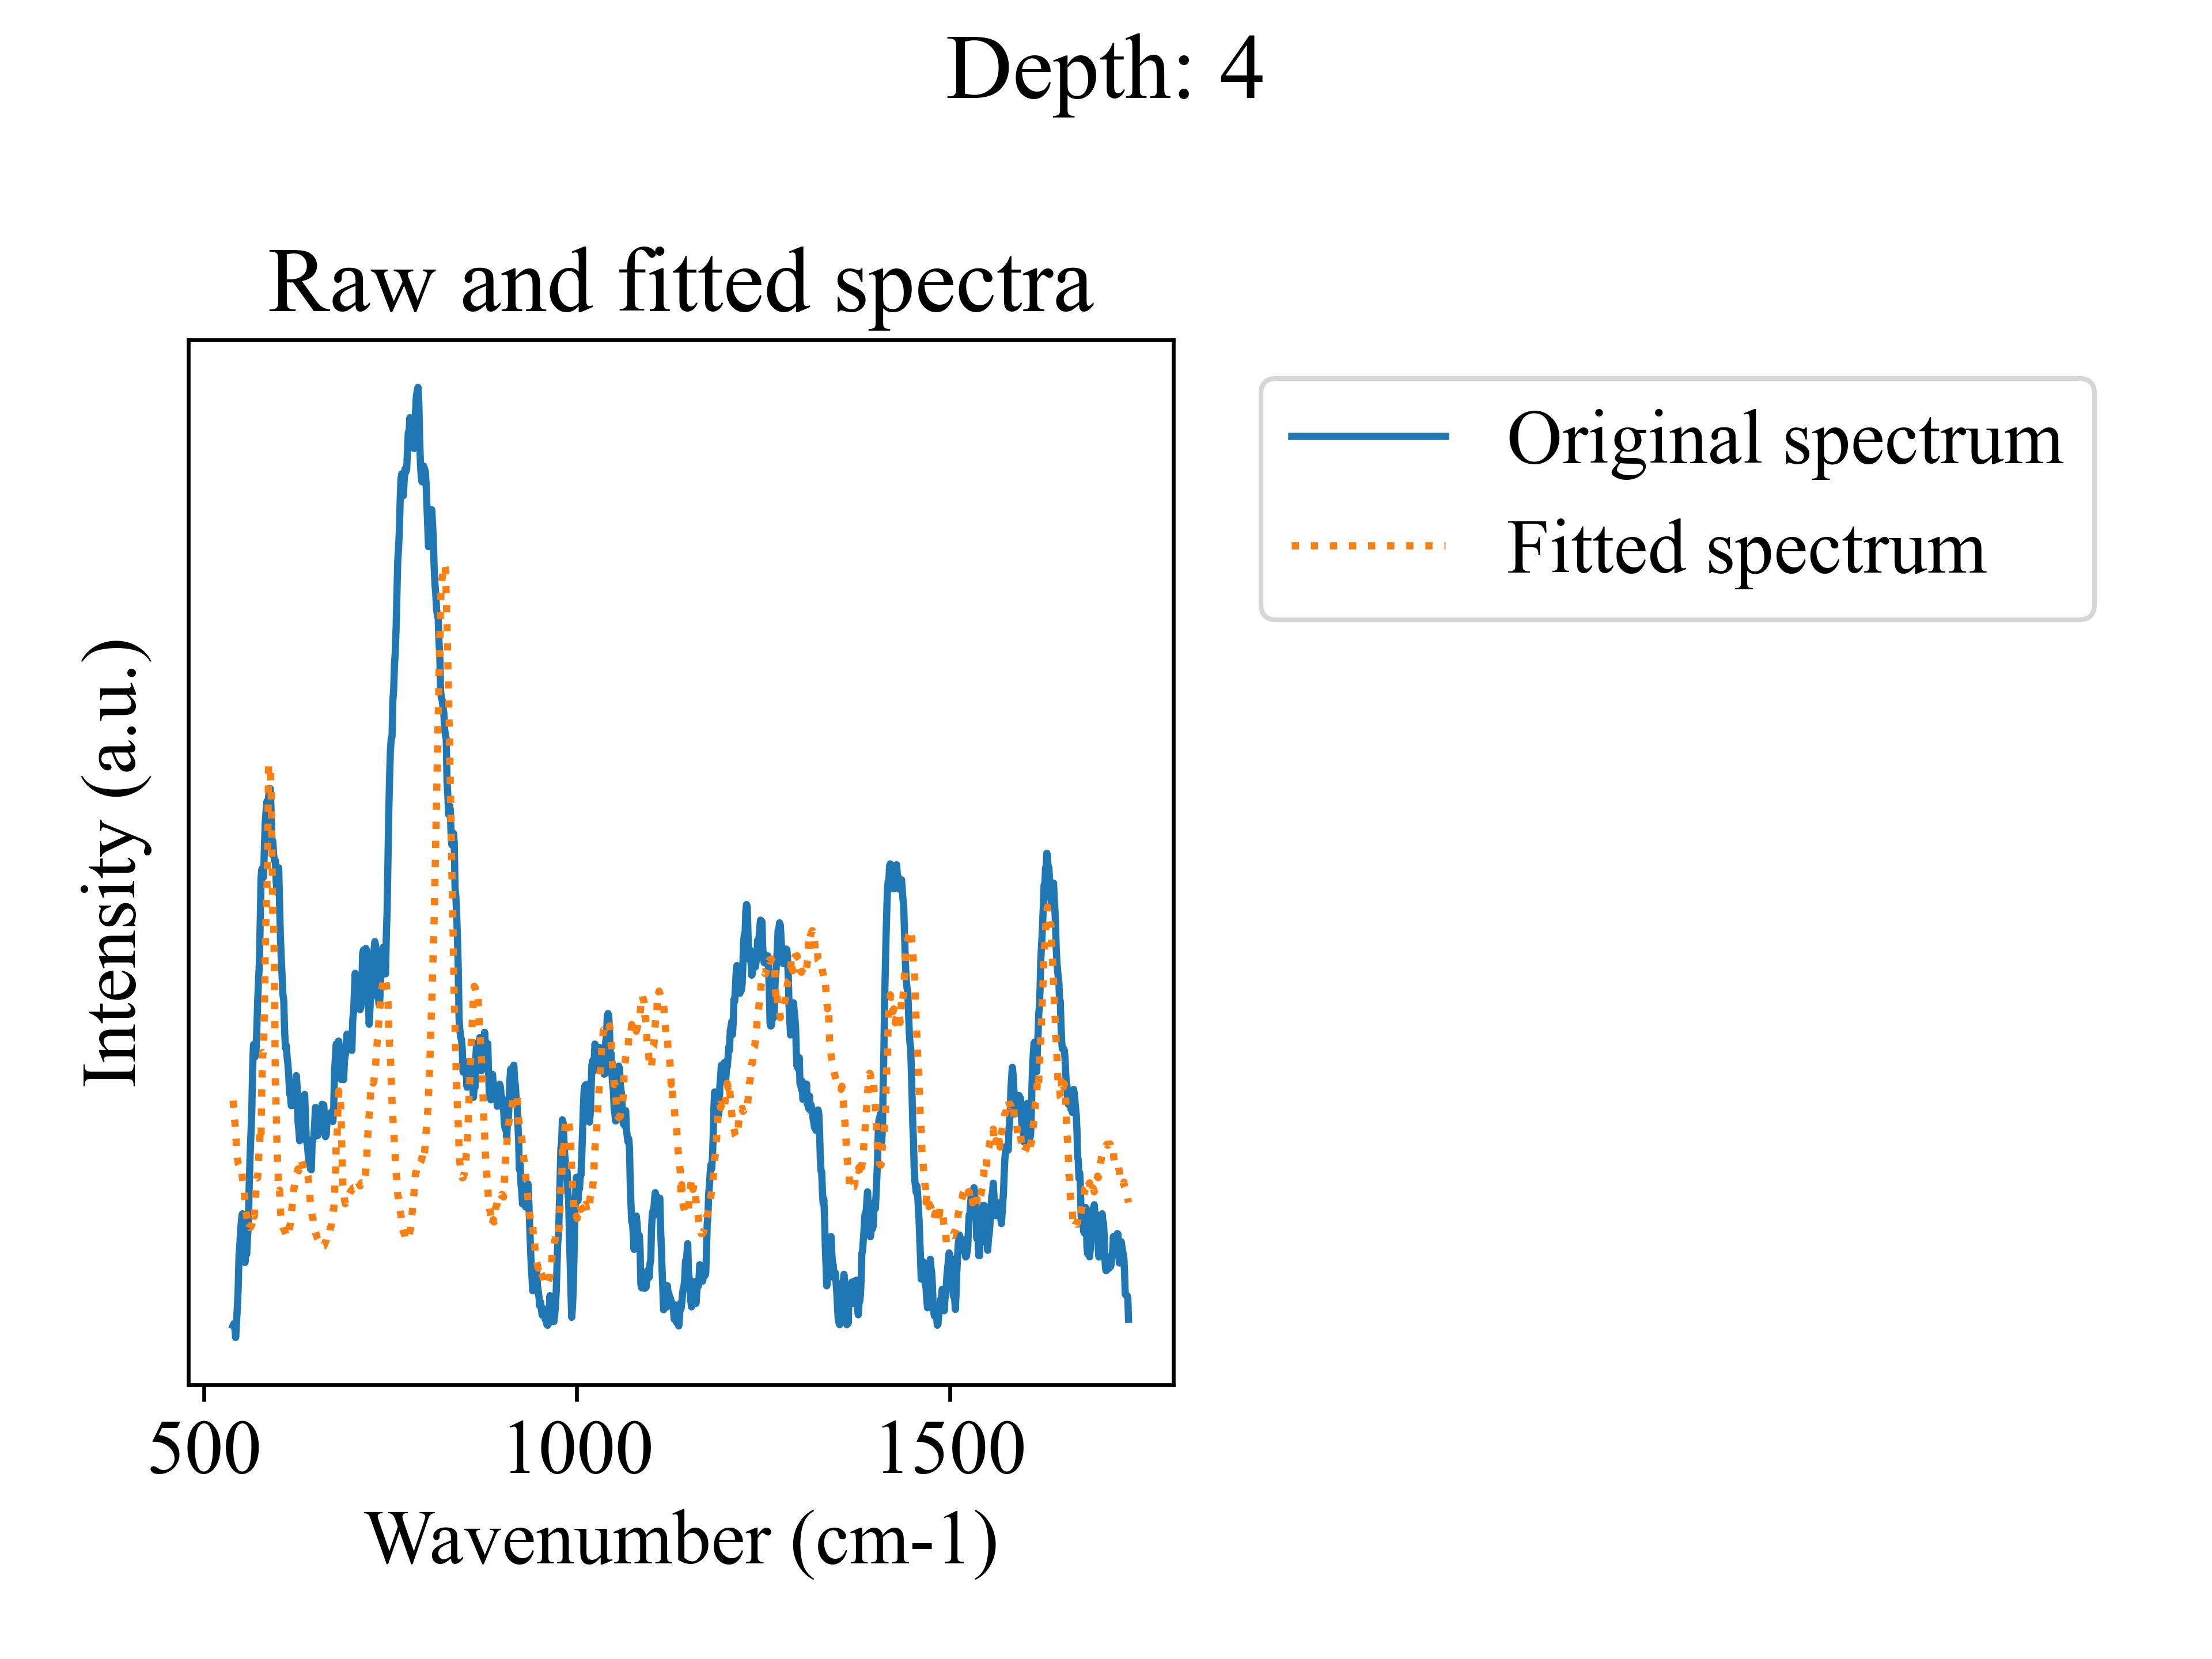 Depth: 4
Raw and fitted spectra
Original spectrum
Fitted spectrum
Intensity (a.u.)
500 1000 1500
Wavenumber (cm-1)